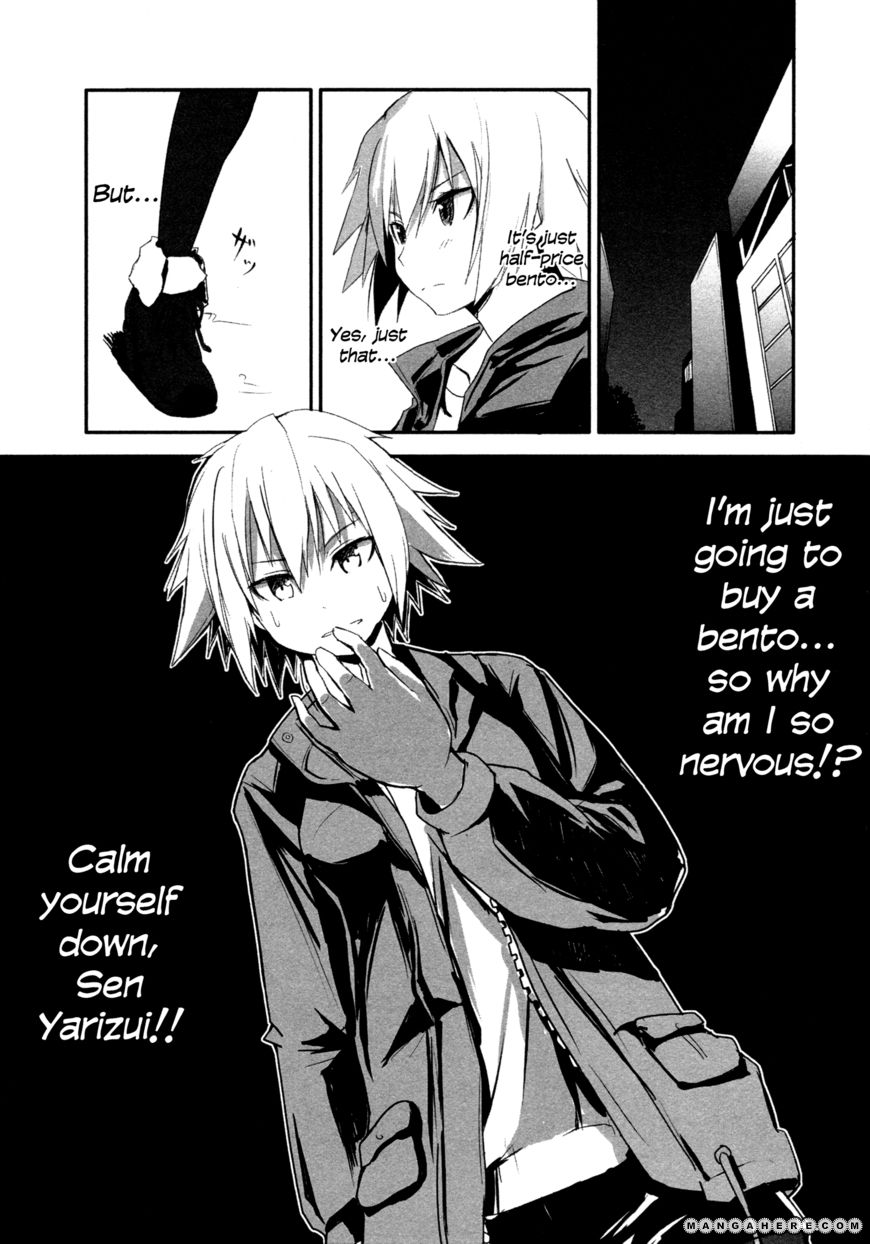 It's just
half-price
bento...
Yes, just
that...
But...
ザッ
I'm just
going to
buy a
bento...
so why
am I so
nervous!?
Calm
yourself
down,
Sen
Yarizui!!
MANGAHERE.COM